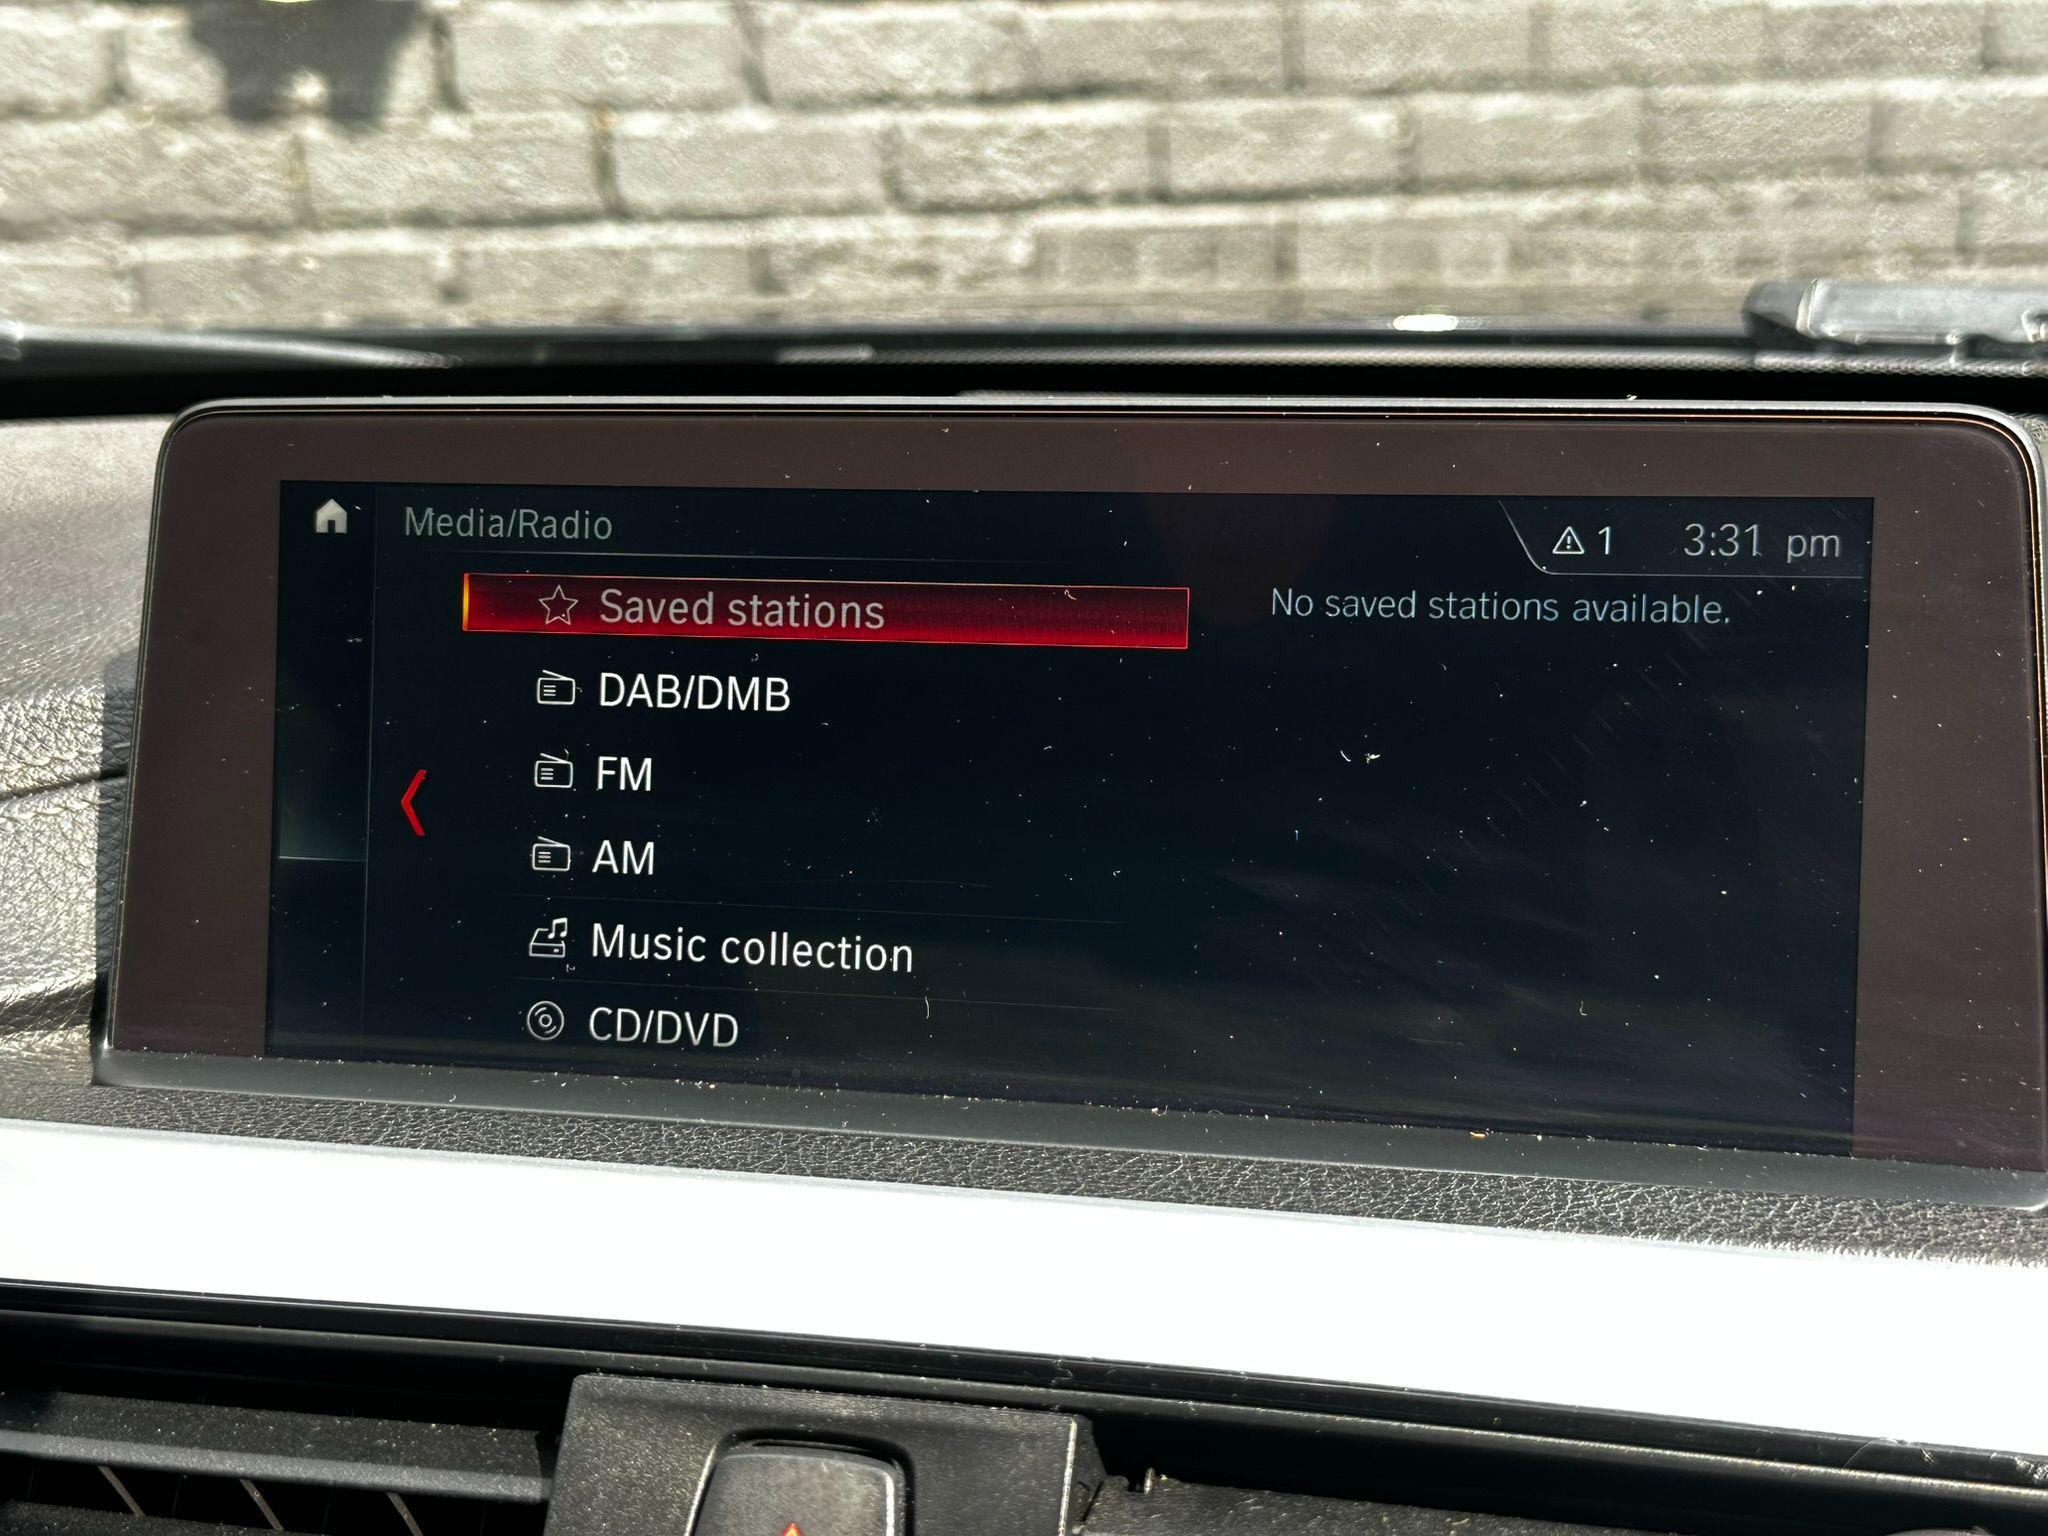 Media/Radio
1 3:31 pm
Saved stations
No saved stations available.
DAB/DMB
FM
AM
Music collection
CD/DVD